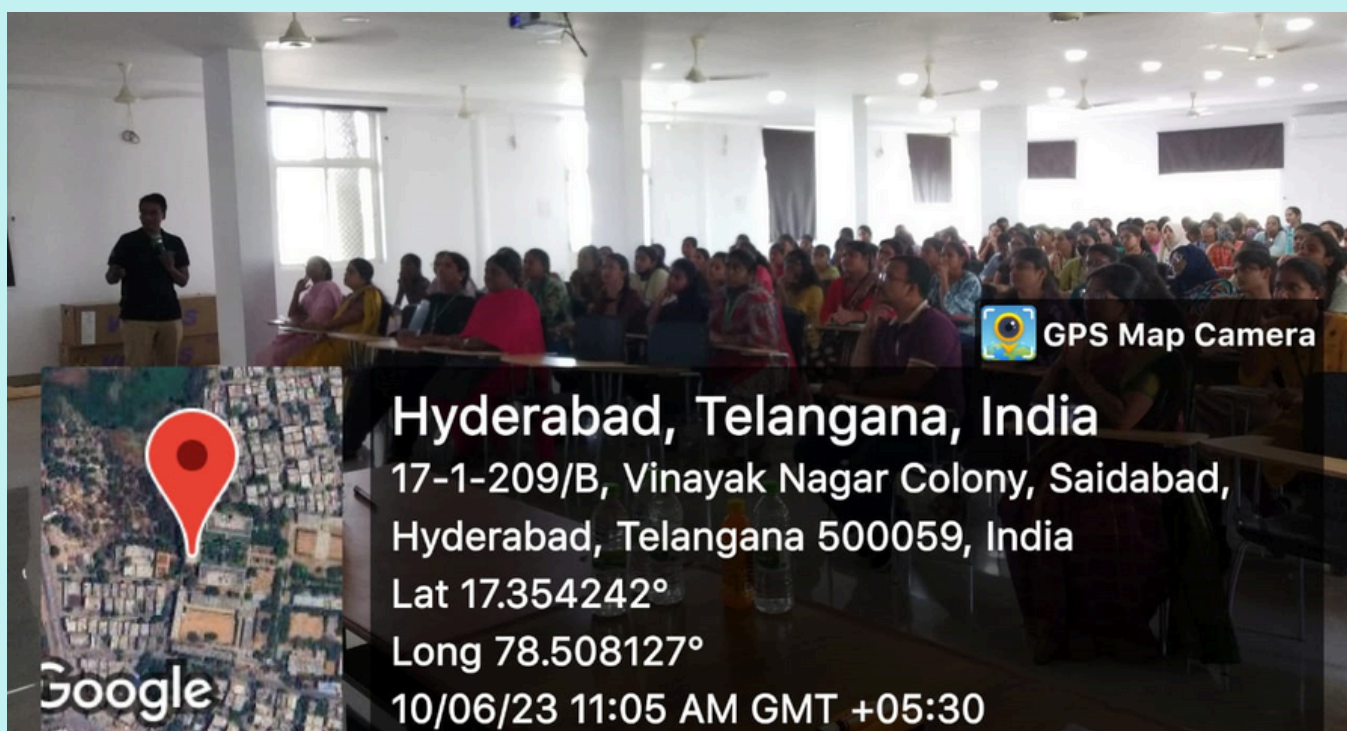 GPS Map Camera
Hyderabad, Telangana, India
17-1-209/B, Vinayak Nagar Colony, Saidabad,
Hyderabad, Telangana 500059, India
Lat 17.354242°
Long 78.508127°
10/06/23 11:05 AM GMT +05:30
Google